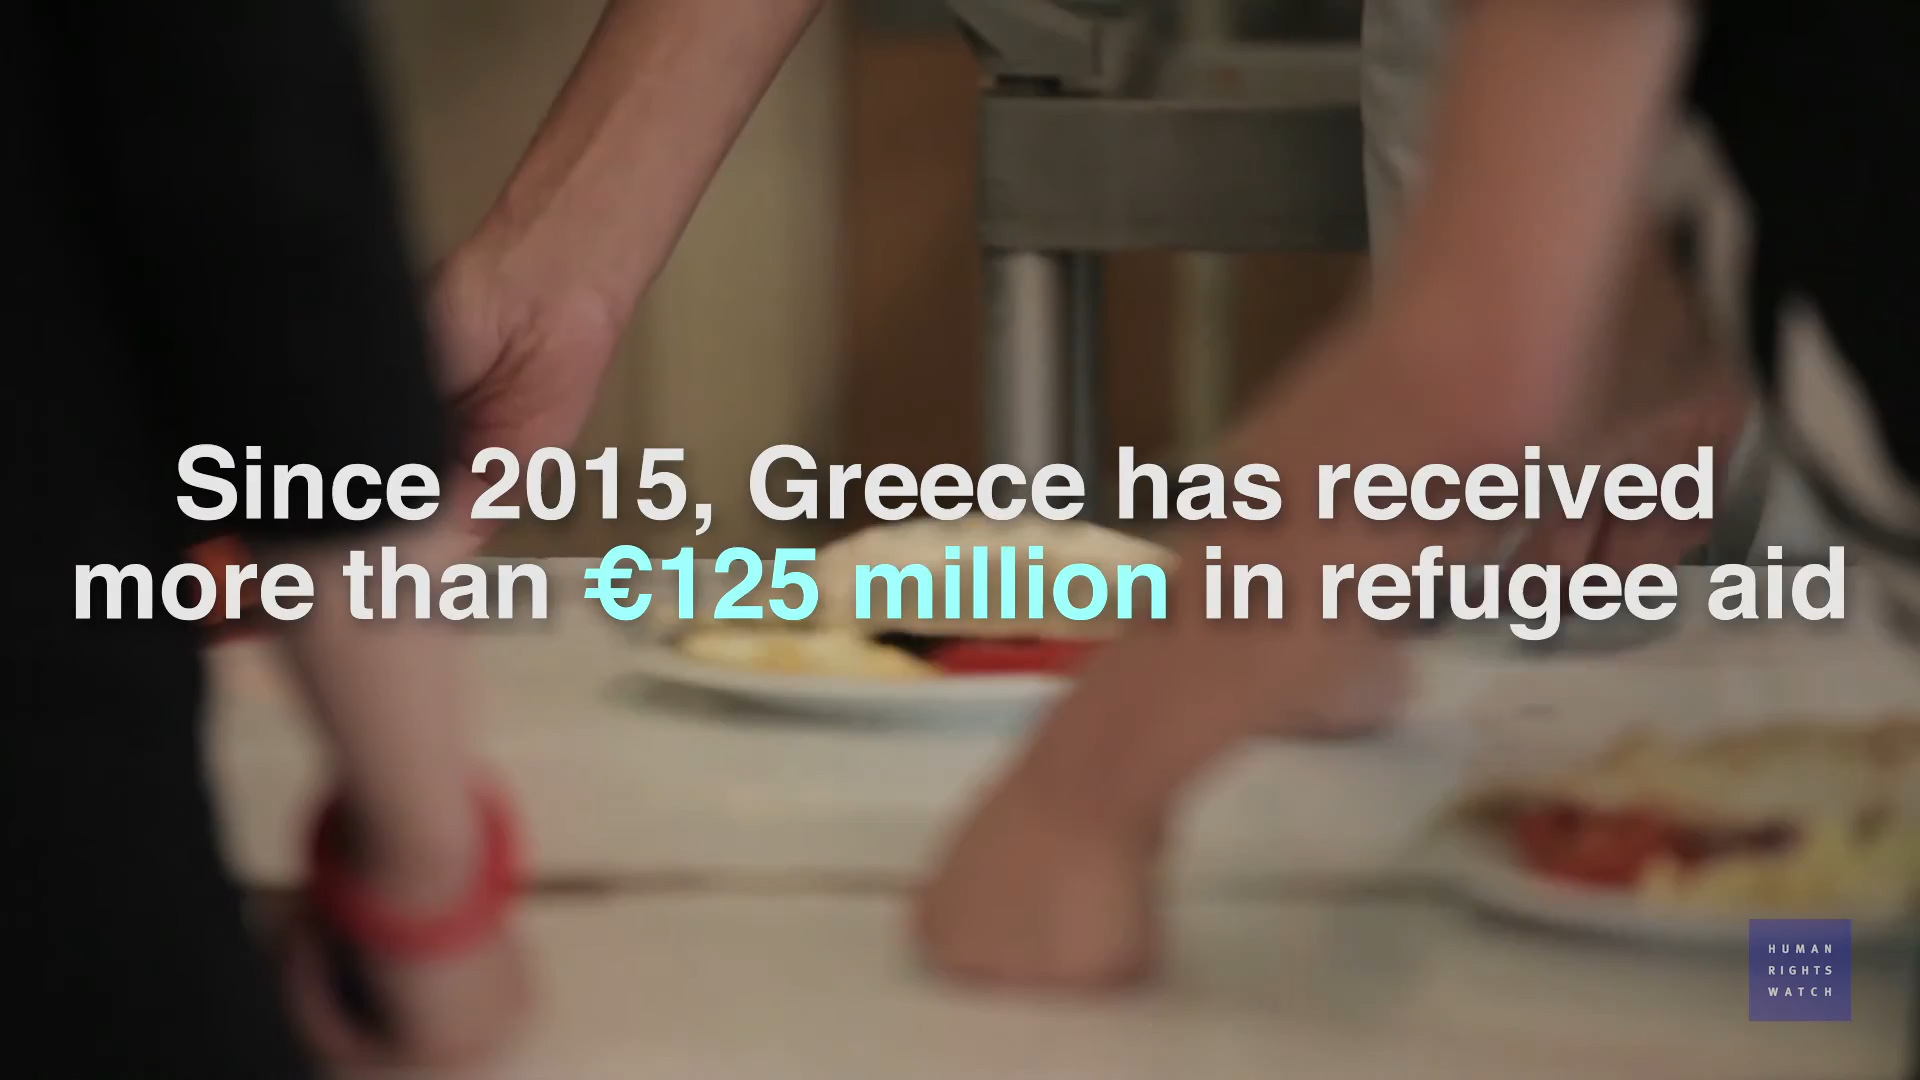 Since 2015, Greece has received
more than €125 million in refugee aid
HUMAN
RIGHTS
WATCH